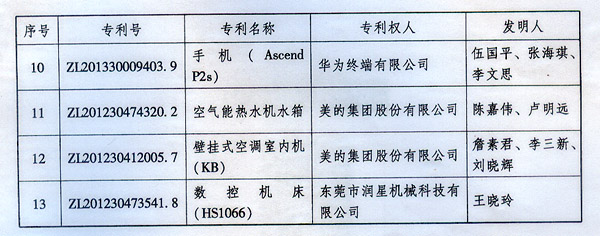 序号 专利号 专利名称 专利权人 发明人
10 ZL201330009403.9 手机(Ascend P2s) 华为终端有限公司 伍国平、张海琪、李文思
11 ZL201230474320.2 空气能热水机水箱 美的集团股份有限公司 陈嘉伟、卢明远
12 ZL201230412005.7 壁挂式空调室内机(KB) 美的集团股份有限公司 詹素君、李三新、刘晓辉
13 ZL201230473541.8 数控机床(HS1066) 东莞市润星机械科技有限公司 王晓玲